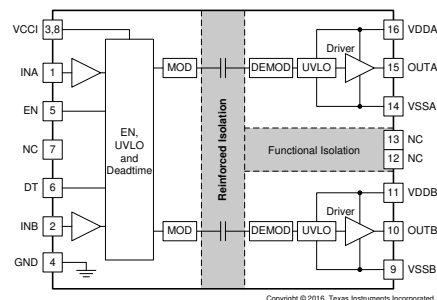 VCCI 3,8
INA 1
EN 5
NC 7
DT 6
INB 2
GND 4
EN,
UVLO
and
Deadtime
MOD
MOD
Reinforced Isolation
DEMOD UVLO
Driver
16 VDDA
15 OUTA
14 VSSA
Functional Isolation
13 NC
12 NC
DEMOD UVLO
Driver
11 VDDB
10 OUTB
9 VSSB
Copyright © 2016, Texas Instruments Incorporated